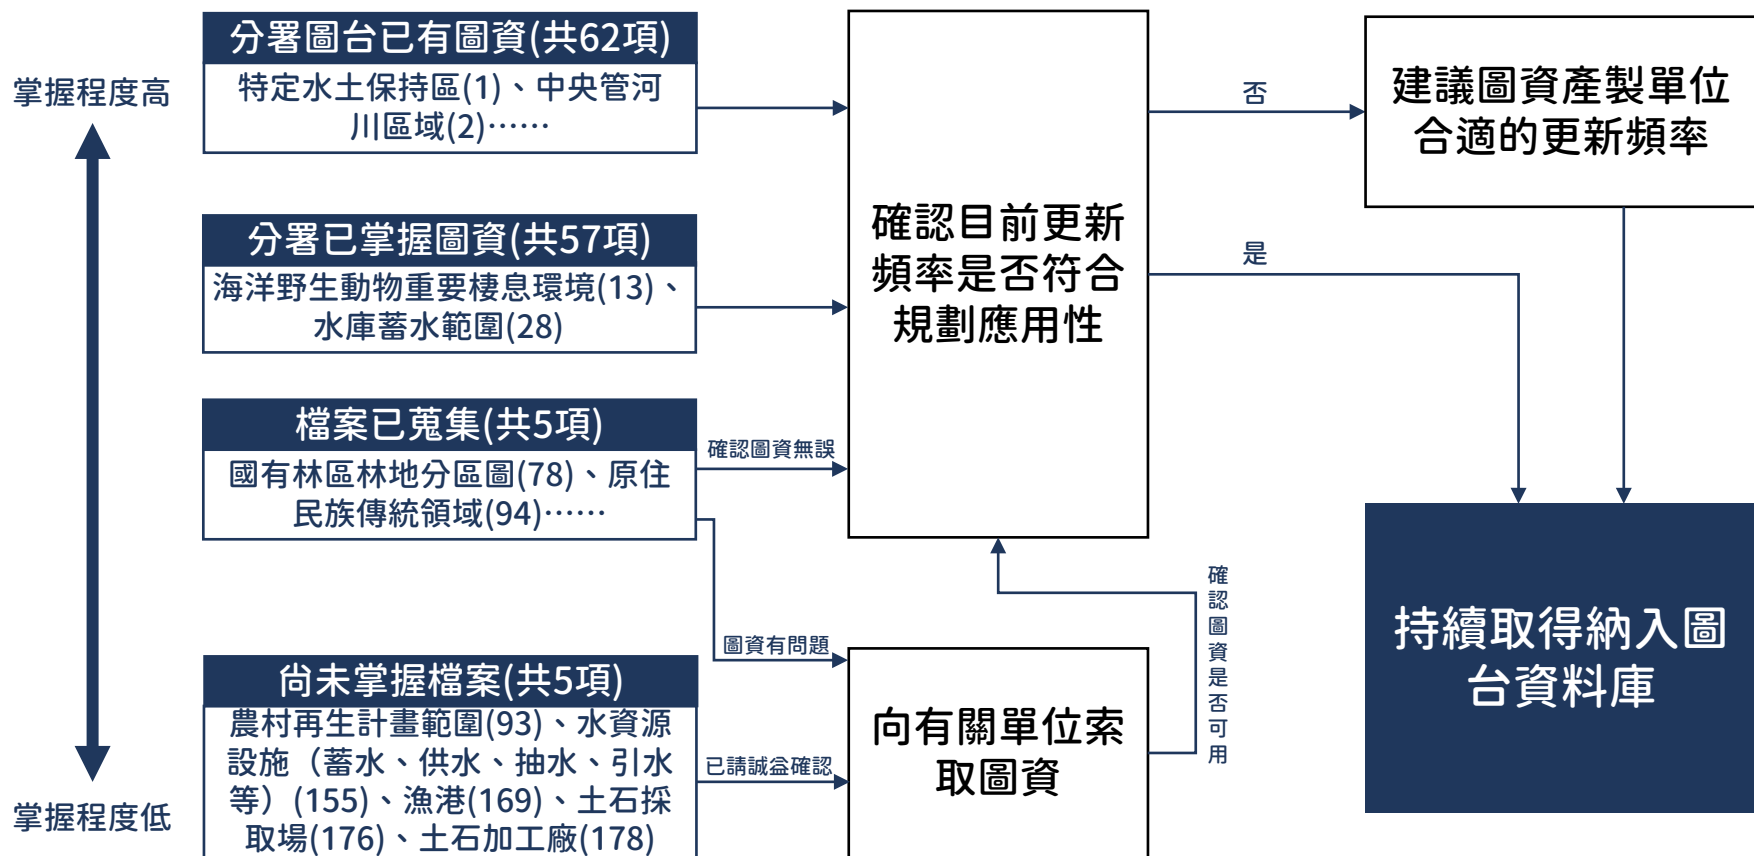 掌握程度高
掌握程度低
分署圖台已有圖資(共62項)
特定水土保持區(1)、中央管河
川區域(2)……
分署已掌握圖資(共57項)
海洋野生動物重要棲息環境(13)、
水庫蓄水範圍(28)
檔案已蒐集(共5項)
國有林區林地分區圖(78)、原住
民族傳統領域(94)……
尚未掌握檔案(共5項)
農村再生計畫範圍(93)、水資源
設施（蓄水、供水、抽水、引水
等）(155)、漁港(169)、土石採
取場(176)、土石加工廠(178)
確認圖資無誤
圖資有問題
已請誠益確認
確認目前更新
頻率是否符合
規劃應用性
向有關單位索
取圖資
確認圖資是否可用
否
是
建議圖資產製單位
合適的更新頻率
持續取得納入圖
台資料庫